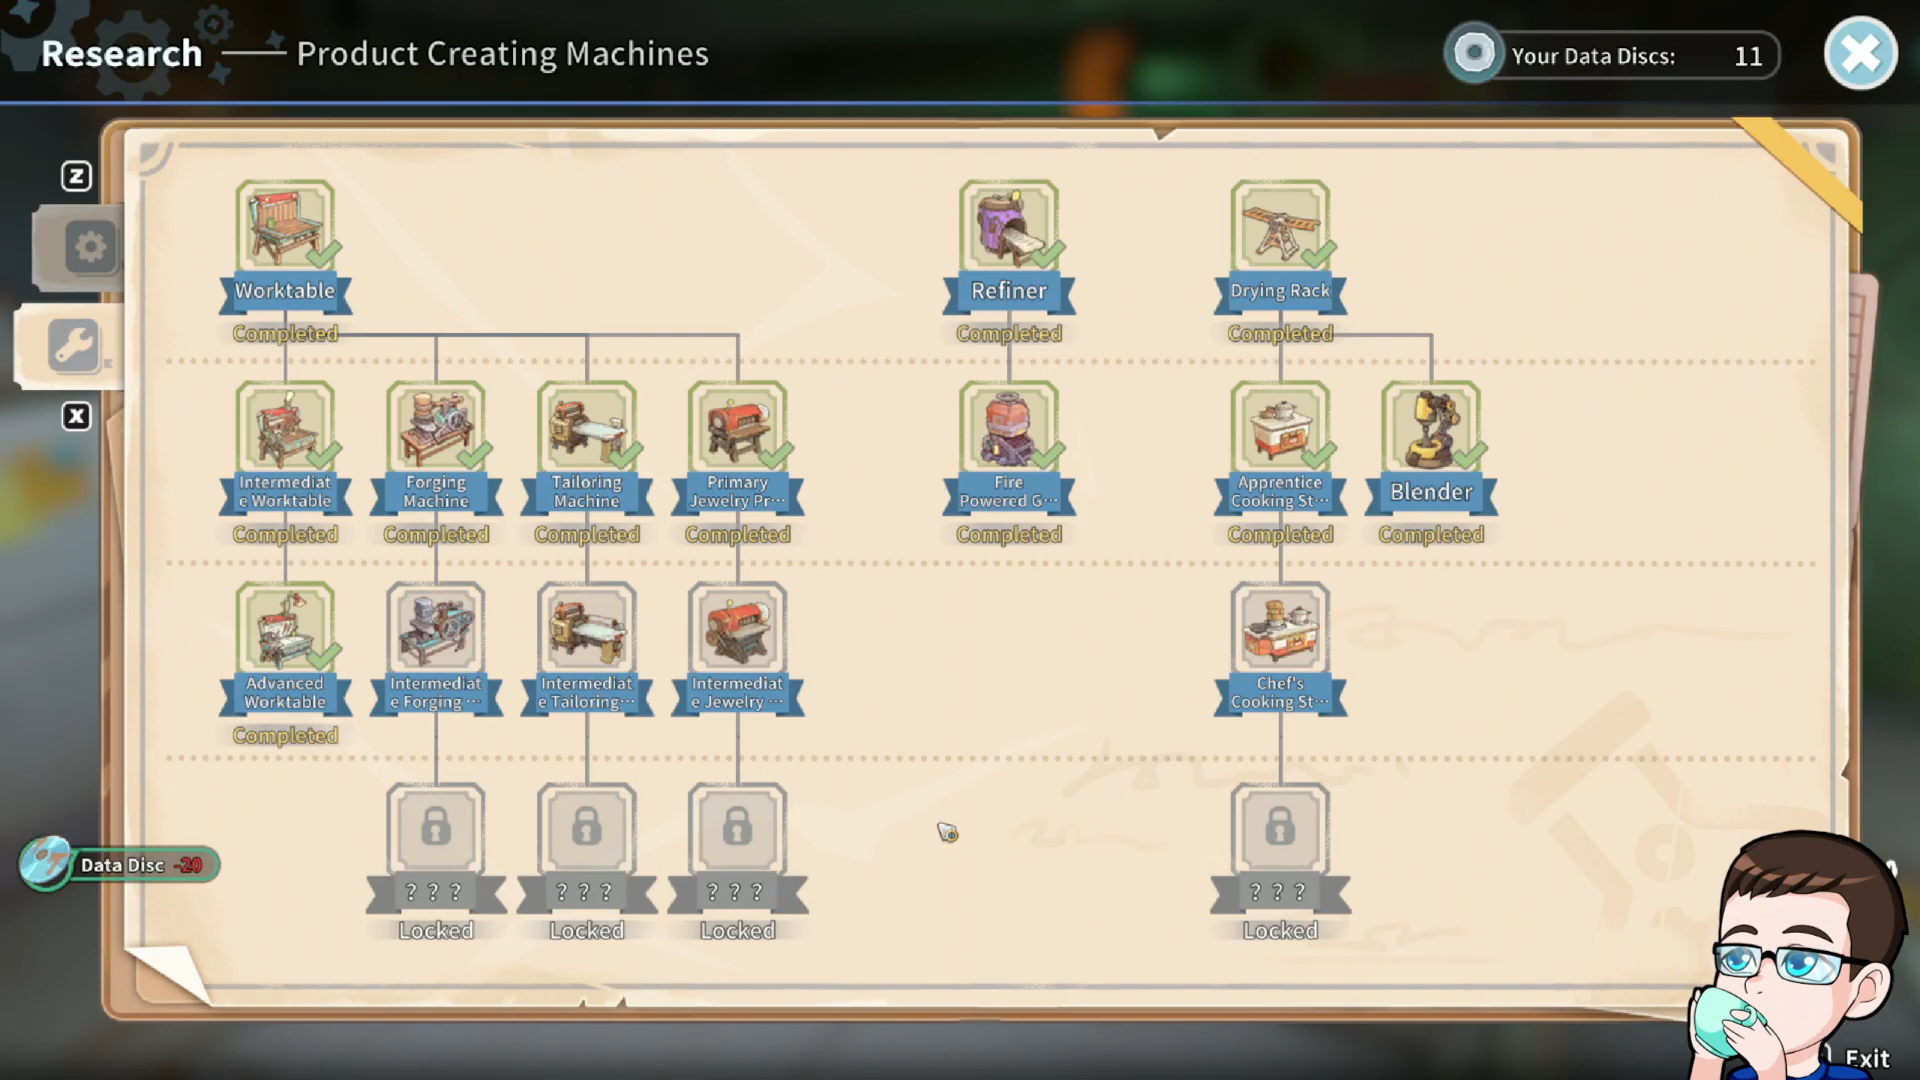 Research
Product Creating Machines
Your Data Discs: 11
Z
X
Worktable
Completed
Refiner
Completed
Drying Rack
Completed
Intermediat
e Worktable
Completed
Forging
Machine
Completed
Tailoring
Machine
Completed
Primary
Jewelry Pr...
Completed
Fire
Powered G...
Completed
Apprentice
Cooking St...
Completed
Blender
Completed
Advanced
Worktable
Completed
Intermediat
e Forging ...
Intermediat
e Tailoring...
Intermediat
e Jewelry ...
Chef's
Cooking St...
? ? ?
Locked
? ? ?
Locked
? ? ?
Locked
? ? ?
Locked
Data Disc -20
Exit